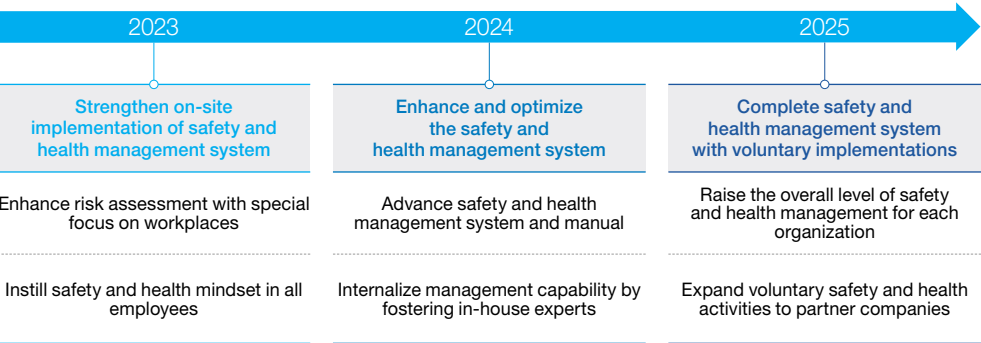 2023
2024
2025
Strengthen on-site
implementation of safety and
health management system
Enhance and optimize
the safety and
health management system
Complete safety and
health management system
with voluntary implementations
Enhance risk assessment with special
focus on workplaces
Advance safety and health
management system and manual
Raise the overall level of safety
and health management for each
organization
Instill safety and health mindset in all
employees
Internalize management capability by
fostering in-house experts
Expand voluntary safety and health
activities to partner companies